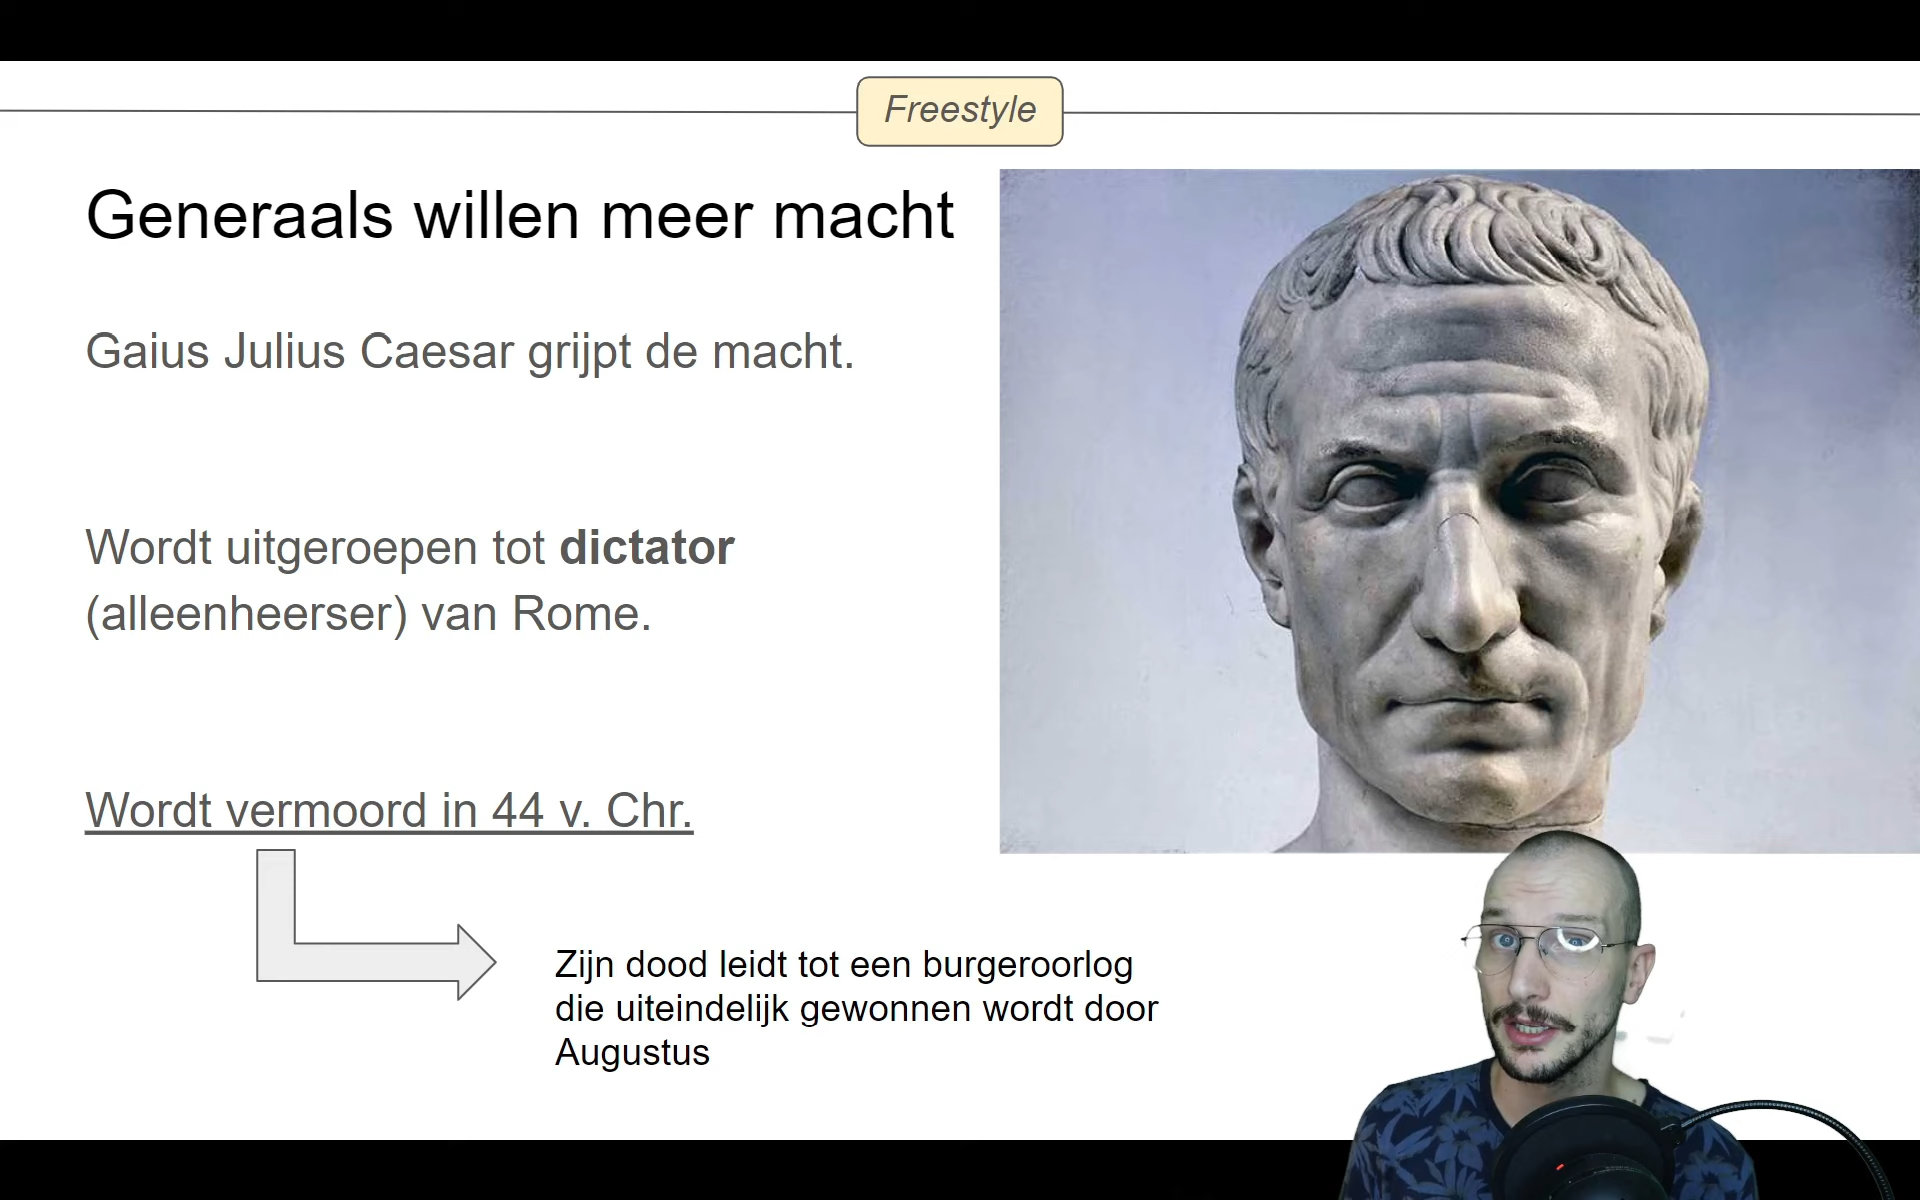 Freestyle
Generaals willen meer macht
Gaius Julius Caesar grijpt de macht.
Wordt uitgeroepen tot dictator
(alleenheerser) van Rome.
Wordt vermoord in 44 v. Chr.
Zijn dood leidt tot een burgeroorlog
die uiteindelijk gewonnen wordt door
Augustus